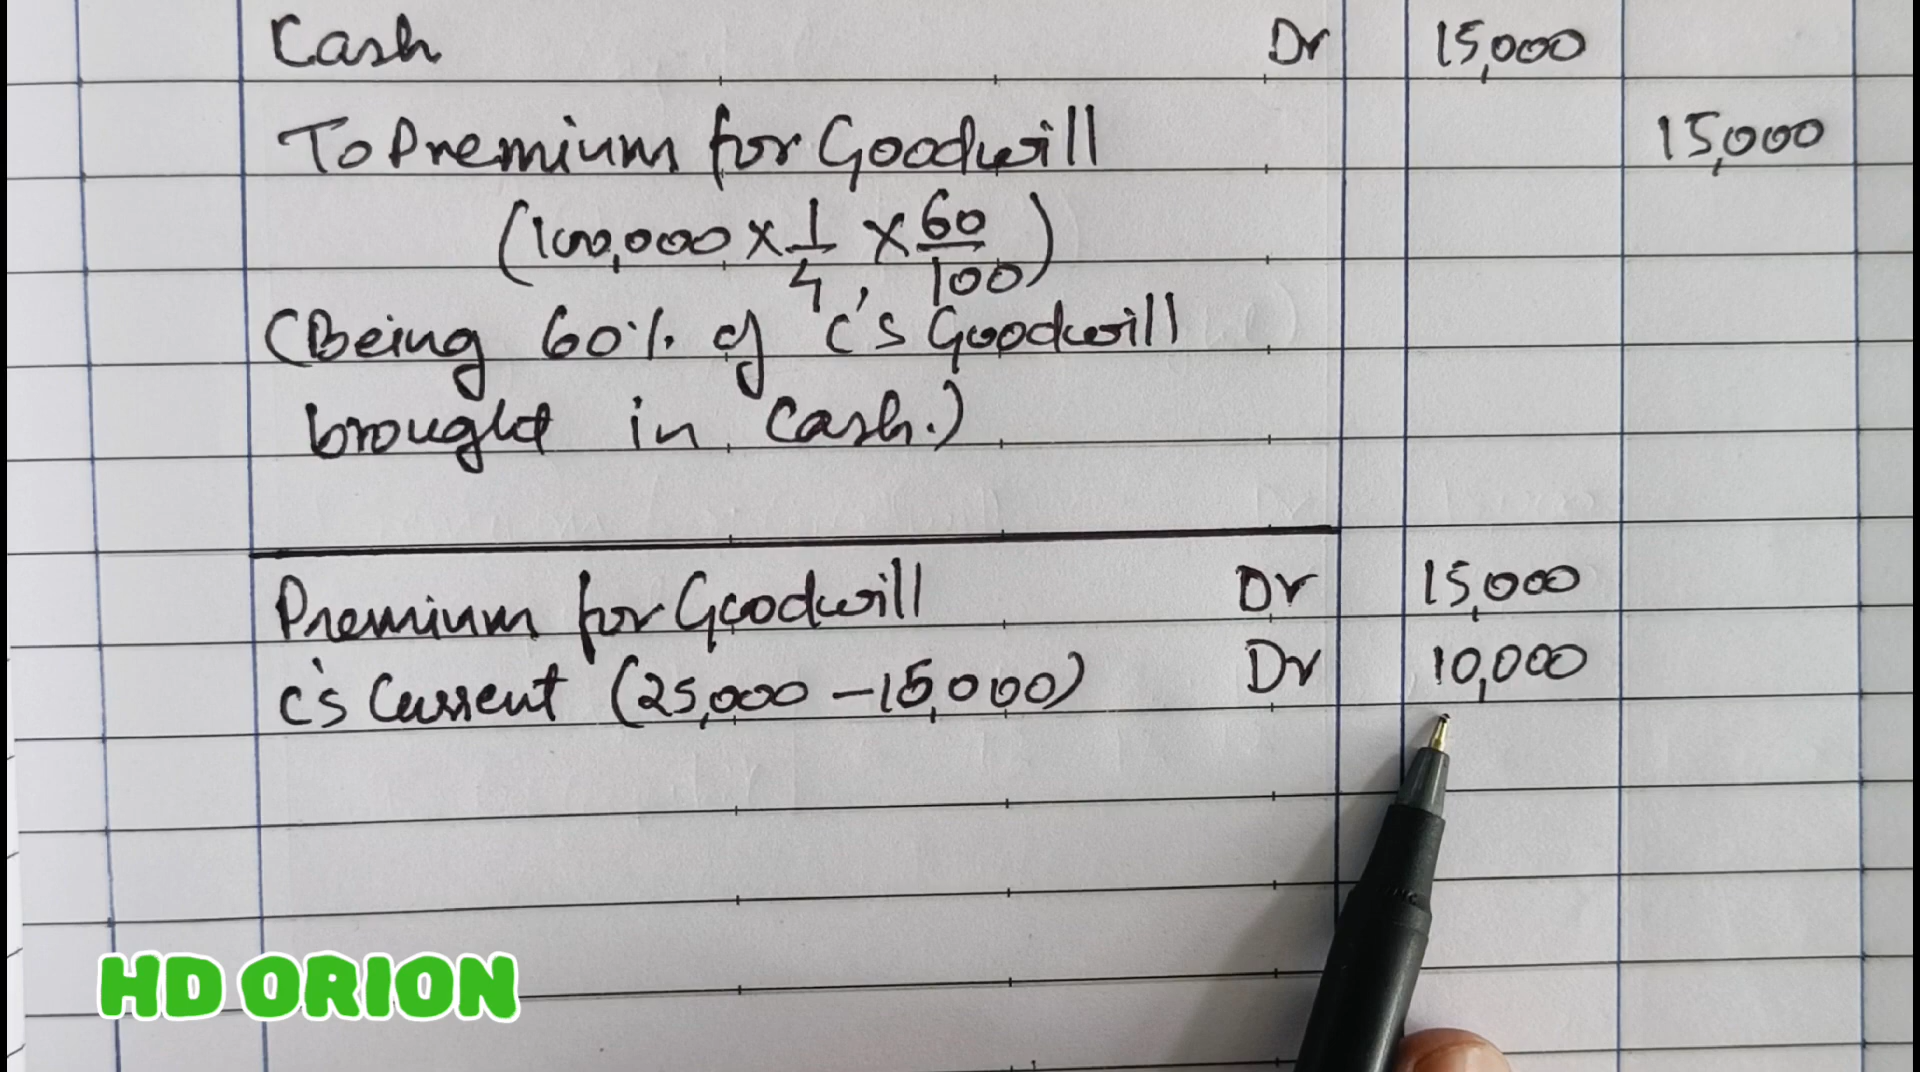 Cash Dr 15,000
To Premium for Goodwill 15,000
(100,000 × 1/4 × 60/100)
(Being 60% of C's Goodwill
brought in Cash.)
Premium for Goodwill Dr 15,000
C's Current (25,000 – 15,000) Dr 10,000
HD ORION